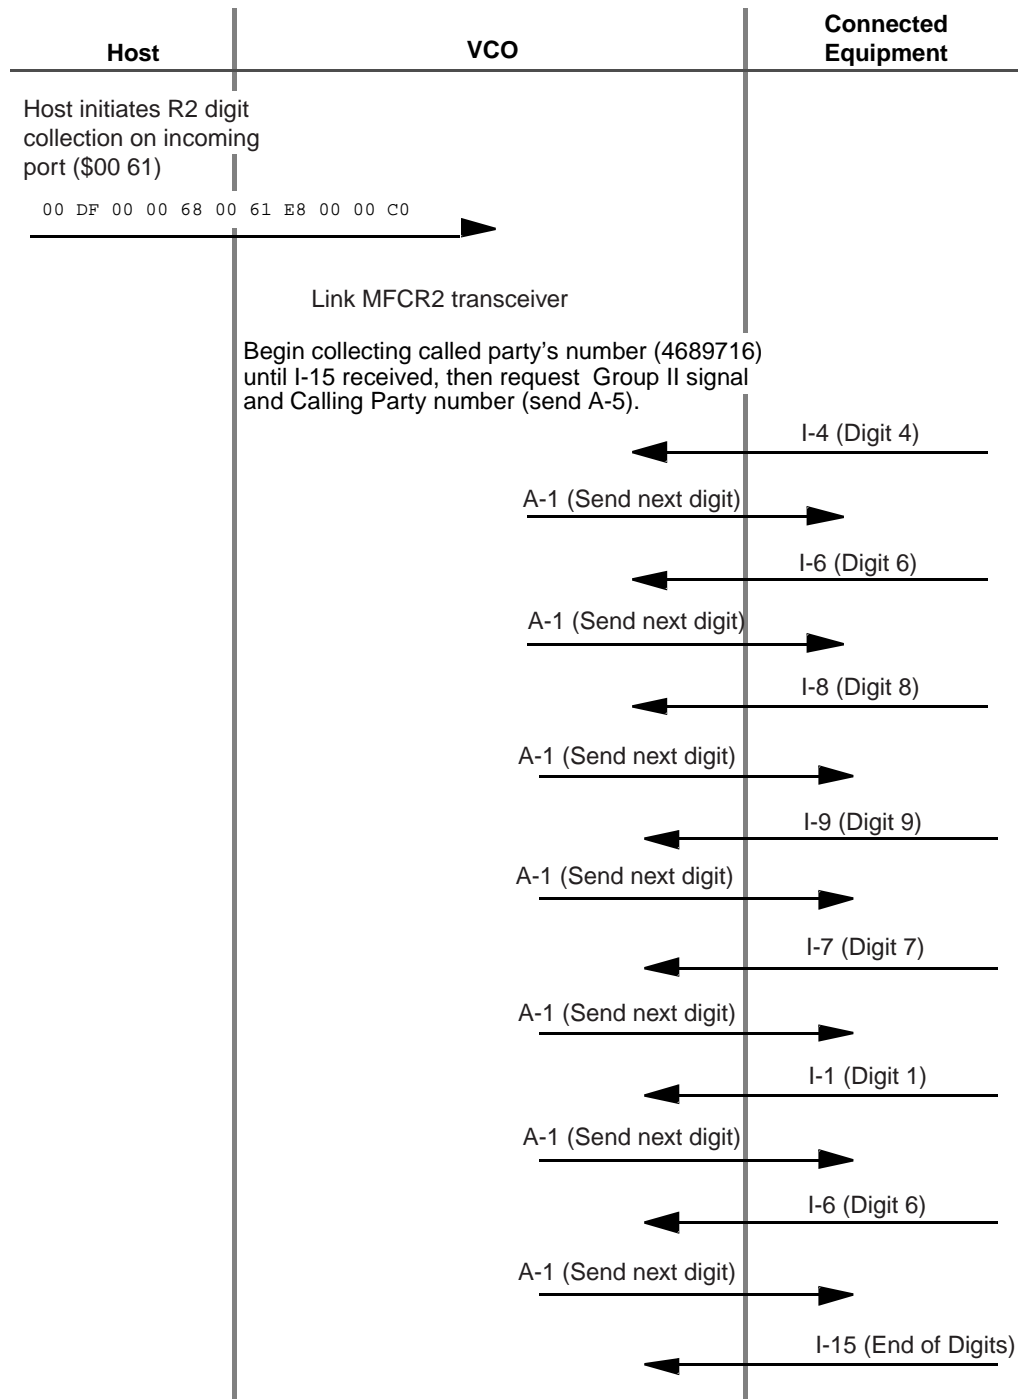 Host
VCO
Connected
Equipment
Host initiates R2 digit
collection on incoming
port ($00 61)
00 DF 00 00 68 00 61 E8 00 00 C0
Link MFCR2 transceiver
Begin collecting called party's number (4689716)
until I-15 received, then request Group II signal
and Calling Party number (send A-5).
I-4 (Digit 4)
A-1 (Send next digit)
I-6 (Digit 6)
A-1 (Send next digit)
I-8 (Digit 8)
A-1 (Send next digit)
I-9 (Digit 9)
A-1 (Send next digit)
I-7 (Digit 7)
A-1 (Send next digit)
I-1 (Digit 1)
A-1 (Send next digit)
I-6 (Digit 6)
A-1 (Send next digit)
I-15 (End of Digits)